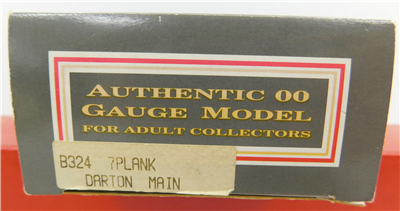 AUTHENTIC 00
GAUGE MODEL
FOR ADULT COLLECTORS
B324 7PLANK
DARTON MAIN